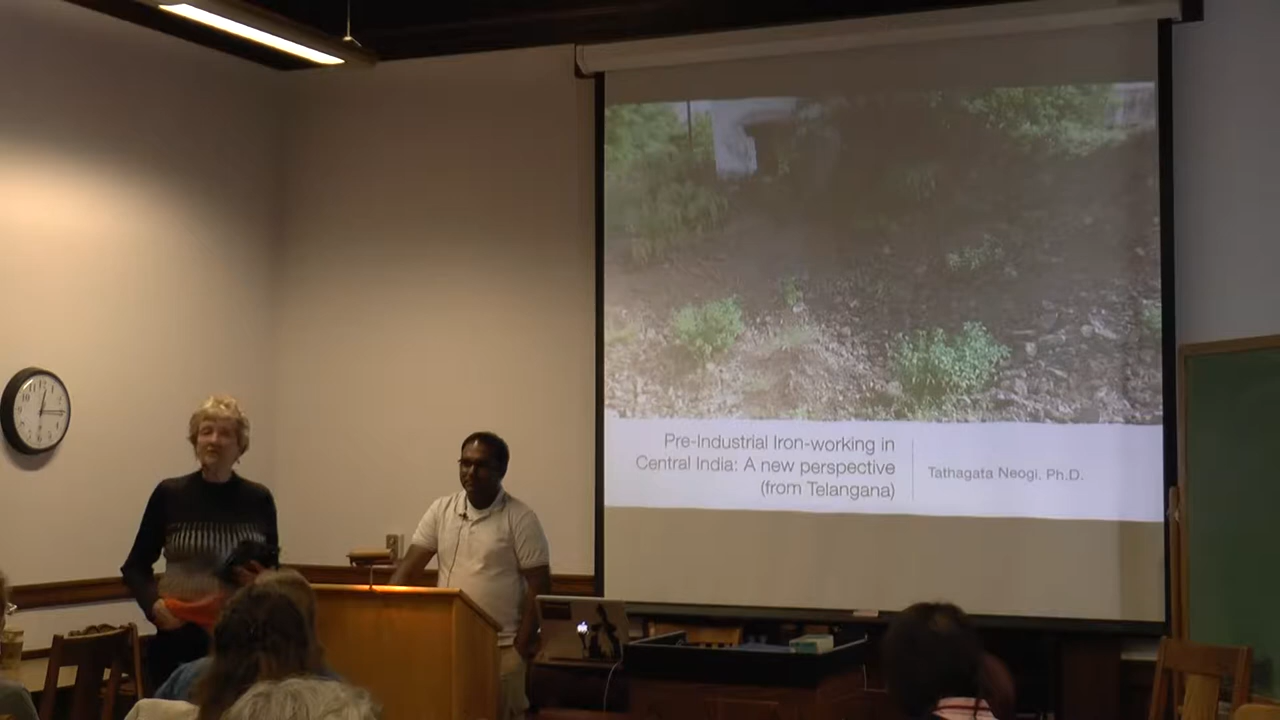 Pre-Industrial Iron-working in
Central India: A new perspective
(from Telangana)
Tathagata Neogi, Ph.D.